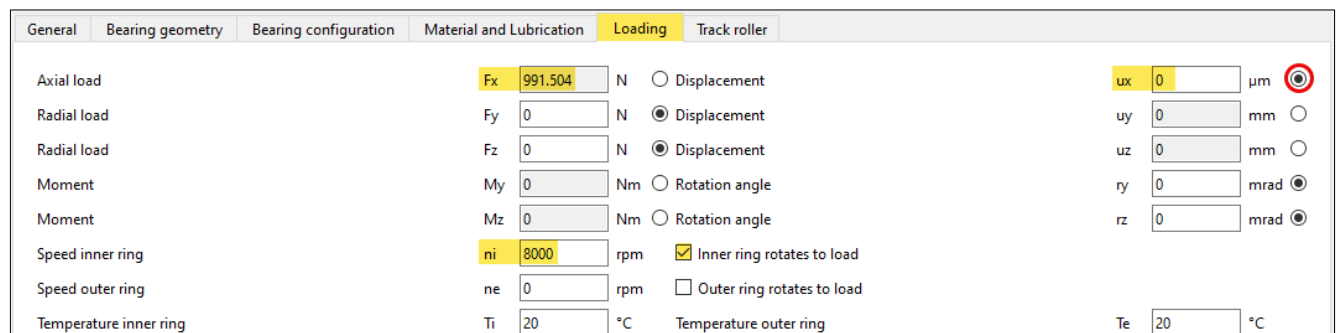 General Bearing geometry Bearing configuration Material and Lubrication Loading Track roller
Axial load Fx 991.504 N Displacement ux 0 µm
Radial load Fy 0 N Displacement uy 0 mm
Radial load Fz 0 N Displacement uz 0 mm
Moment My 0 Nm Rotation angle ry 0 mrad
Moment Mz 0 Nm Rotation angle rz 0 mrad
Speed inner ring ni 8000 rpm Inner ring rotates to load
Speed outer ring ne 0 rpm Outer ring rotates to load
Temperature inner ring Ti 20 °C Temperature outer ring Te 20 °C